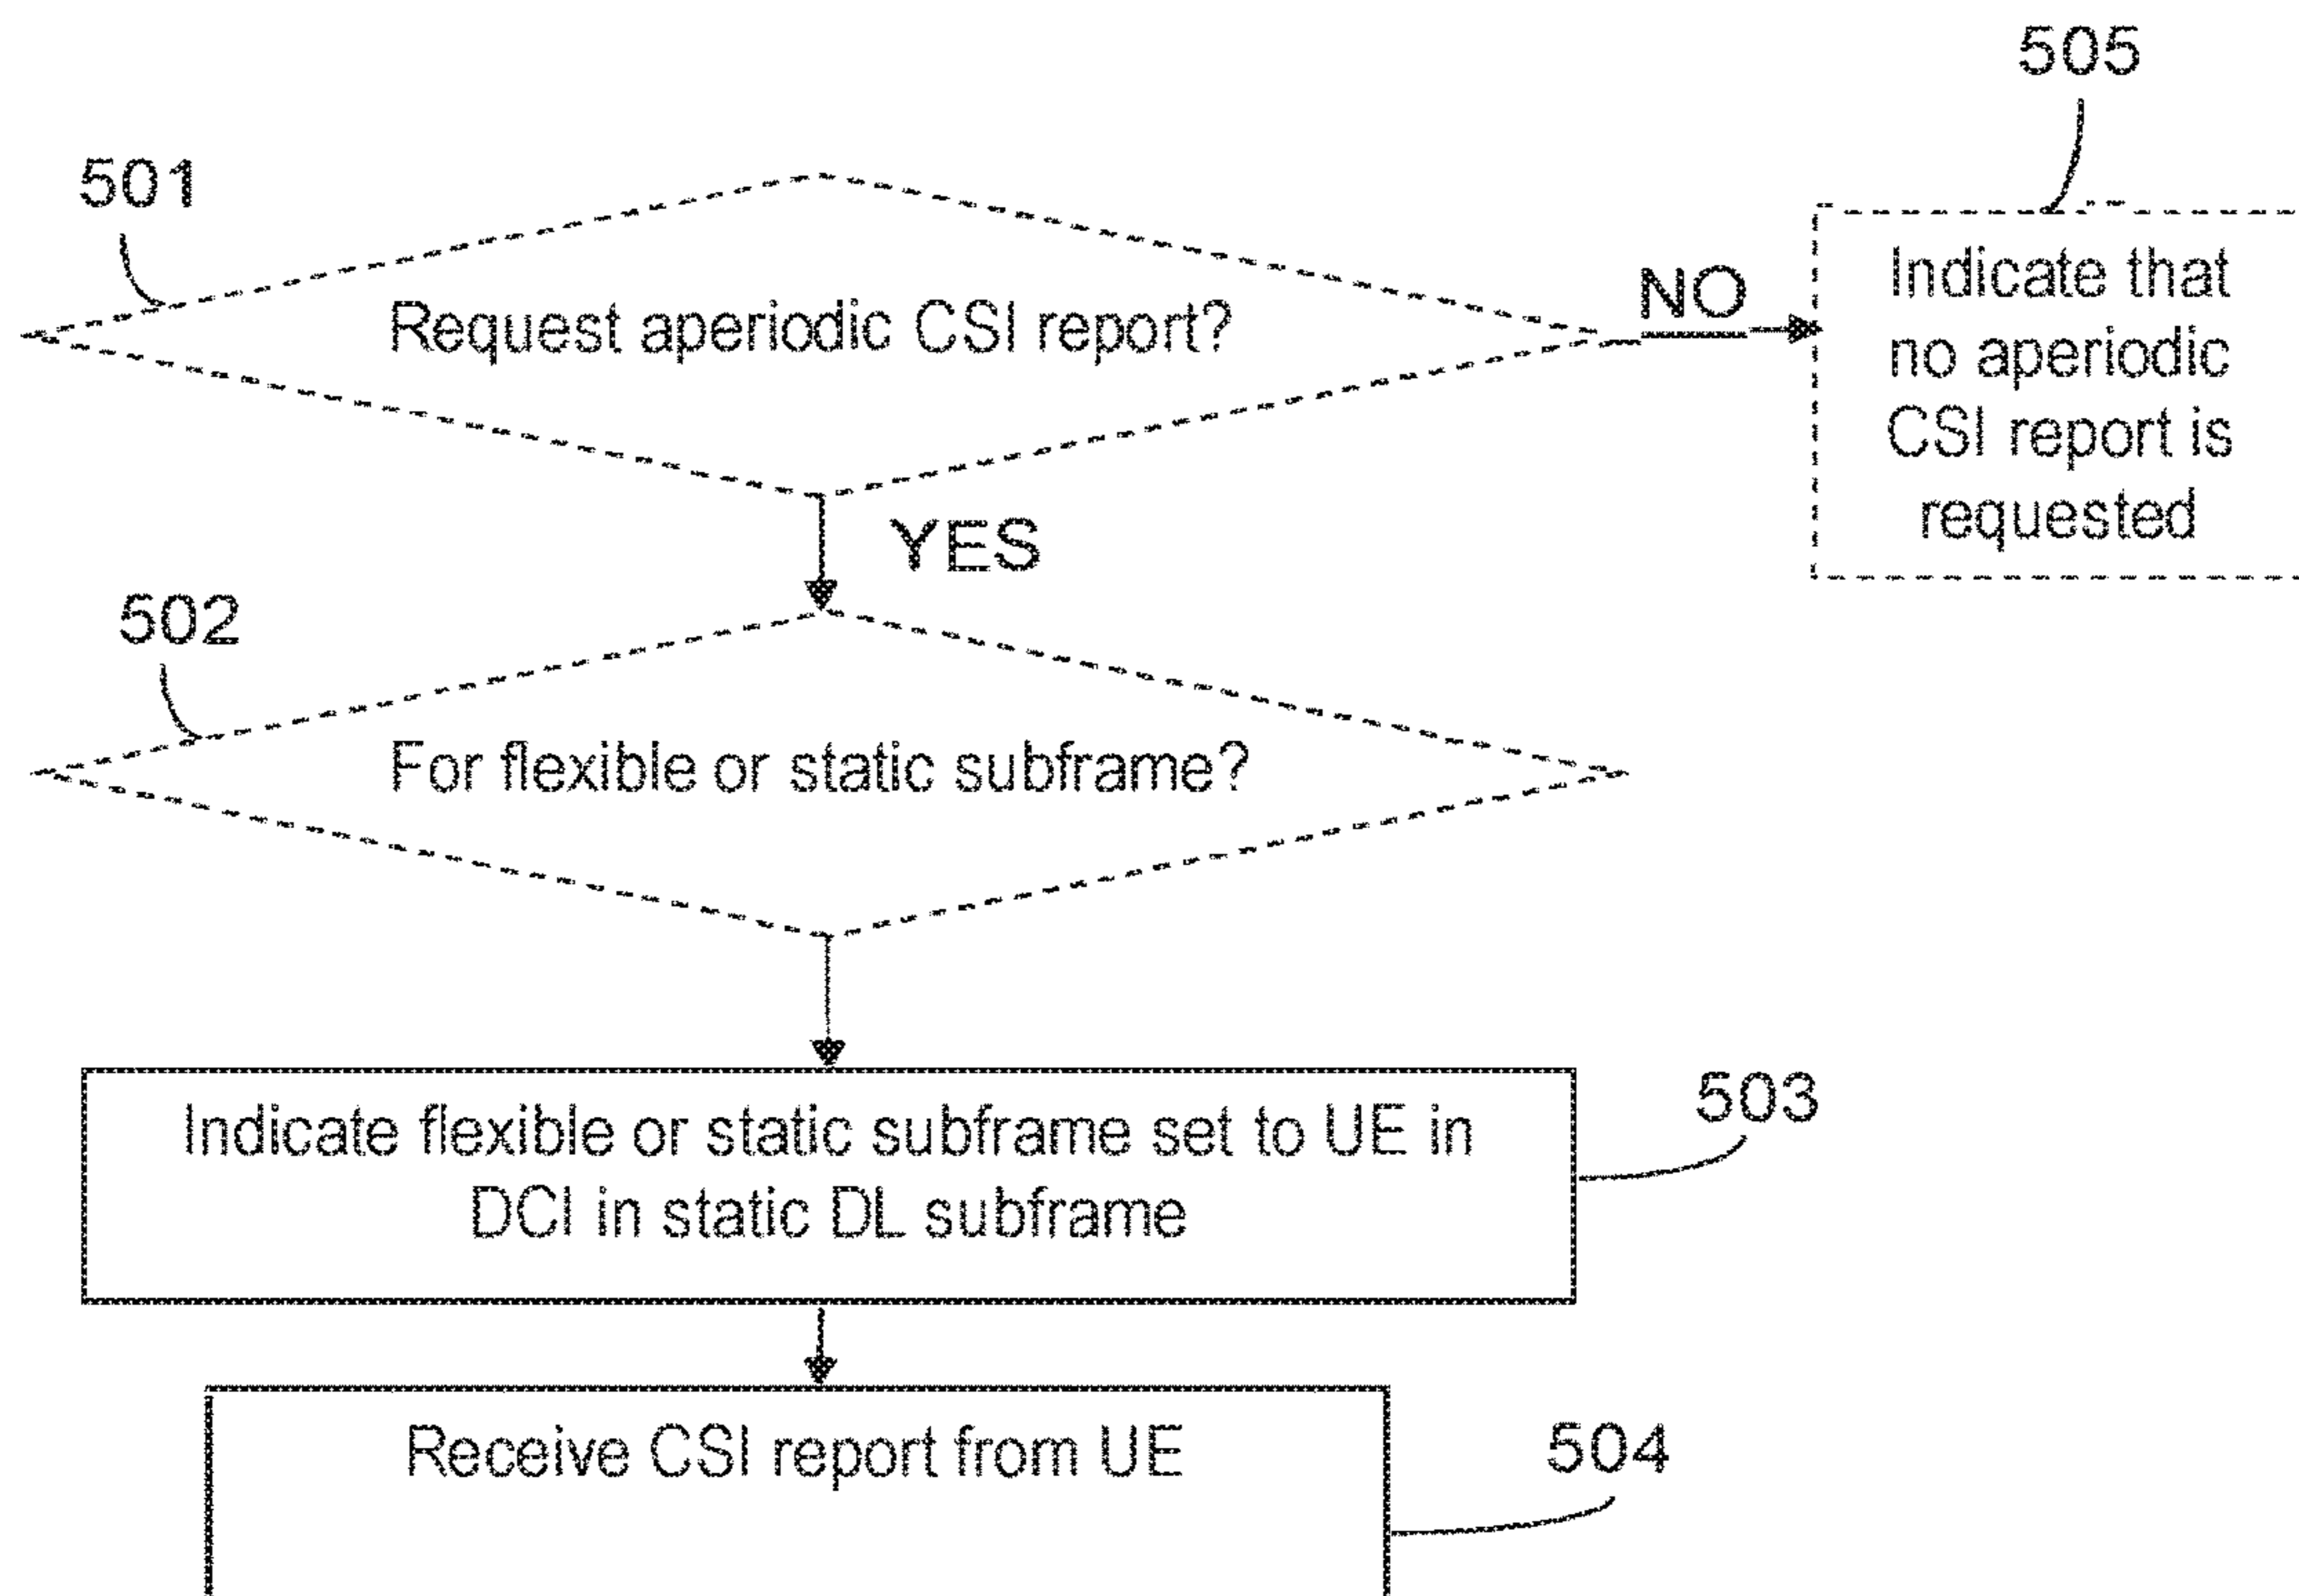 505
501
Request aperiodic CSI report?
NO
Indicate that
no aperiodic
CSI report is
requested
YES
502
For flexible or static subframe?
503
Indicate flexible or static subframe set to UE in
DCI in static DL subframe
Receive CSI report from UE
504